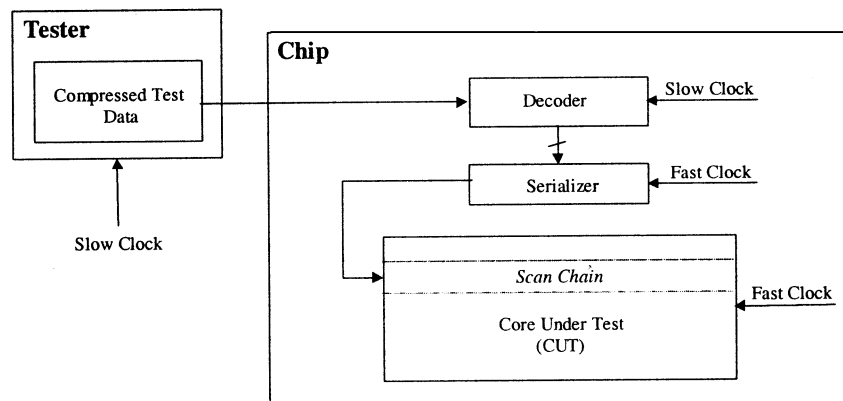 Tester
Compressed Test
Data
Slow Clock
Chip
Decoder
Slow Clock
Serializer
Fast Clock
Scan Chain
Fast Clock
Core Under Test
(CUT)